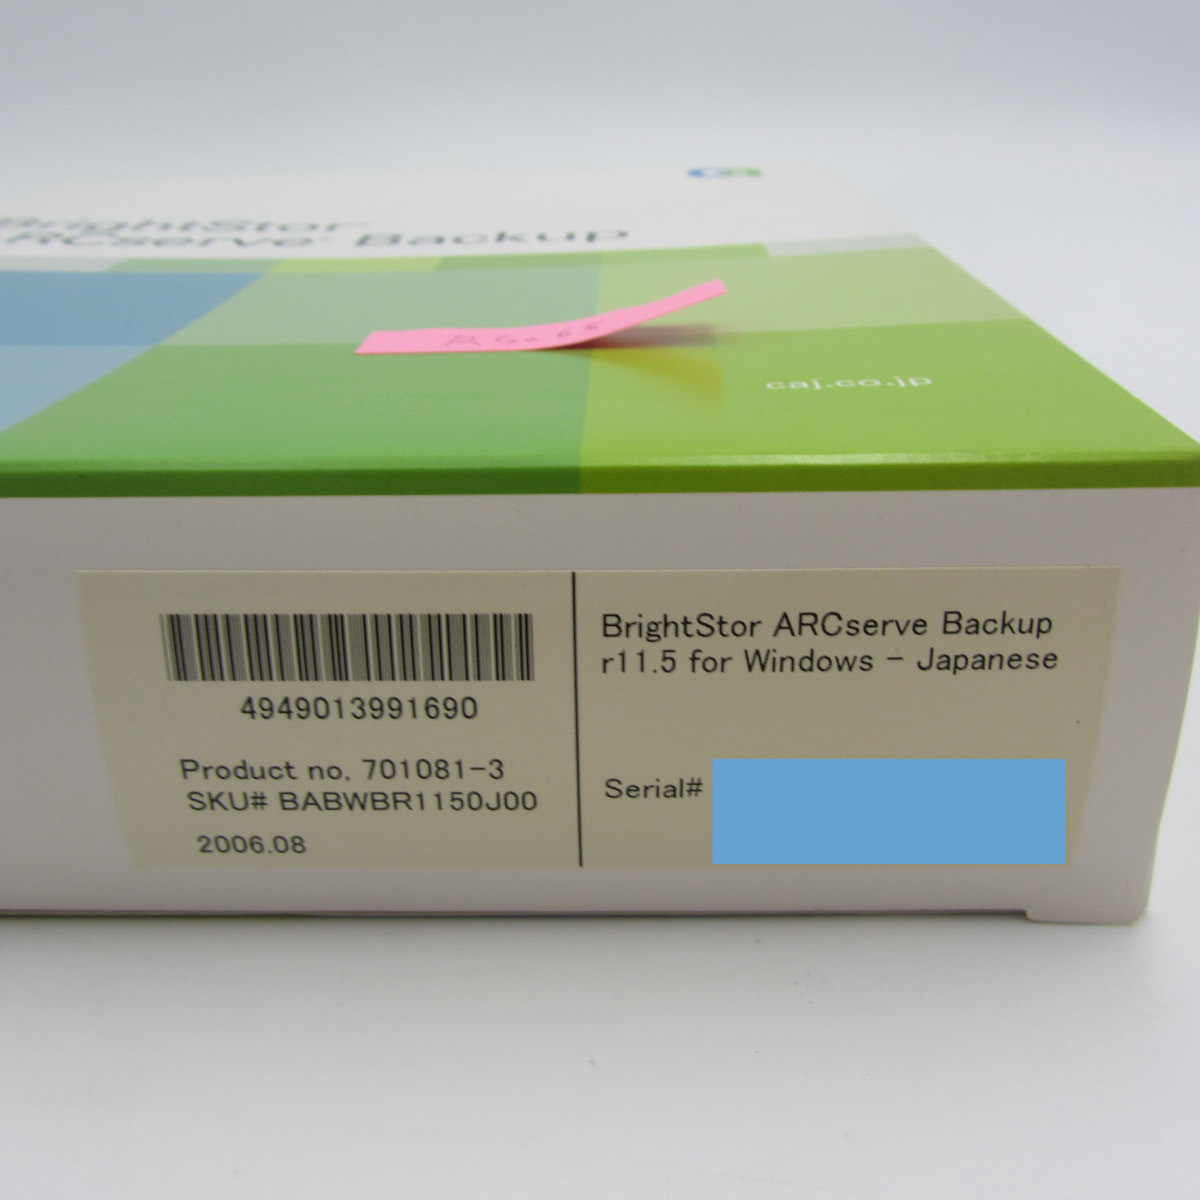 ca
BrightStor
ARCserve Backup
caj.co.jp
4949013991690
Product no. 701081-3
SKU# BABWBR1150J00
2006.08
BrightStor ARCserve Backup
r11.5 for Windows - Japanese
Serial#